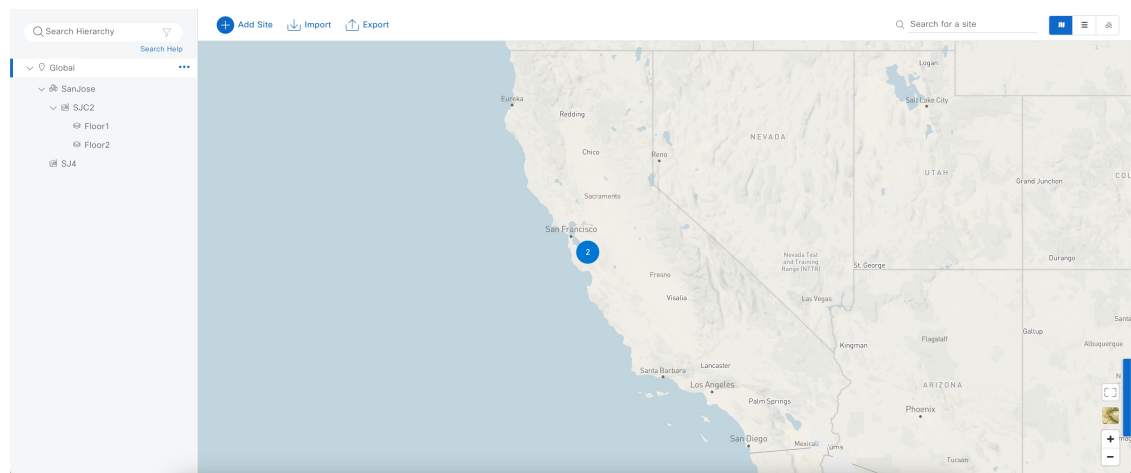 Search Hierarchy
Search Help
Global
SanJose
SJC2
Floor1
Floor2
SJ4
Add Site Import Export
Search for a site
Logan
Eureka
Salt Lake City
Redding
NEVADA
Chico
Reno
UTAH
Grand Junction
COL
Sacramento
San Francisco
2
Nevada Test
and Training
Range (NTTR)
St. George
Durango
Fresno
Visalia
Las Vegas
Santa
Gallup
Flagstaff
Kingman
Albuquerque
Lancaster
Santa Barbara
Los Angeles
N
ARIZONA
Palm Springs
Phoenix
San Diego
Mexicali
uma
Tucson